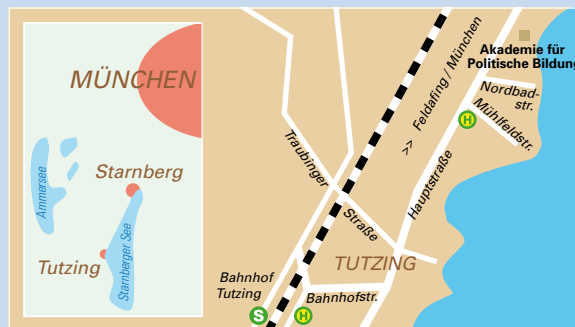 MÜNCHEN
Starnberg
Ammersee
Starnberger See
Tutzing
Akademie für
Politische Bildung
Nordbad-
str.
Mühlfeldstr.
H
>> Feldafing / München
Hauptstraße
Traubinger
Straße
TUTZING
Bahnhof
Tutzing
Bahnhofstr.
S
H